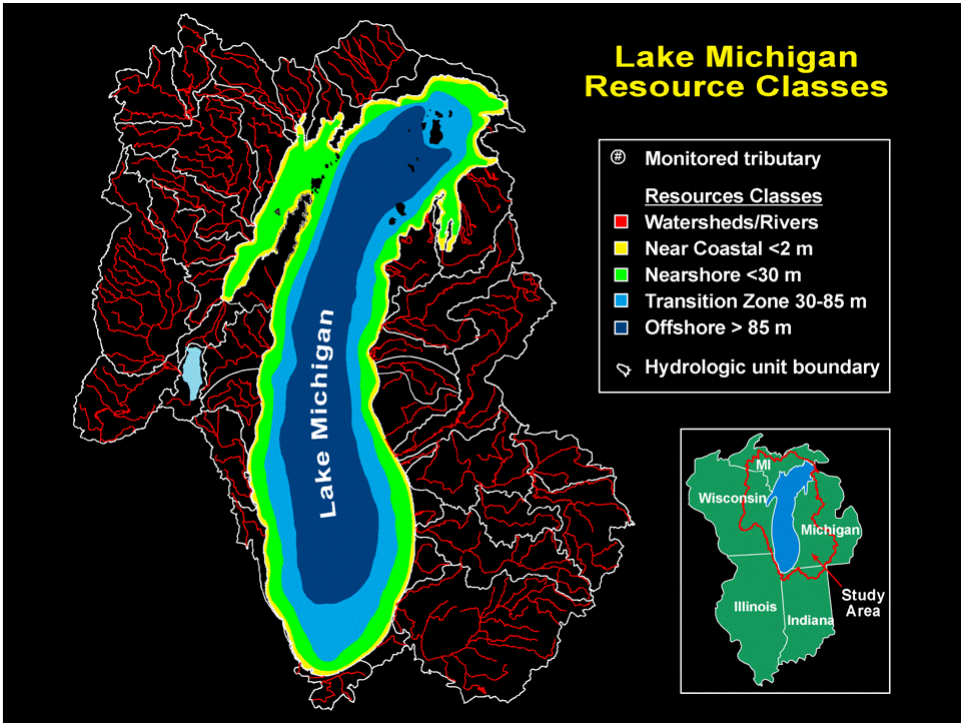 Lake Michigan
Resource Classes
# Monitored tributary
Resources Classes
Watersheds/Rivers
Near Coastal <2 m
Nearshore <30 m
Transition Zone 30-85 m
Offshore > 85 m
Hydrologic unit boundary
Lake Michigan
MI
Wisconsin
Michigan
Study
Area
Illinois
Indiana